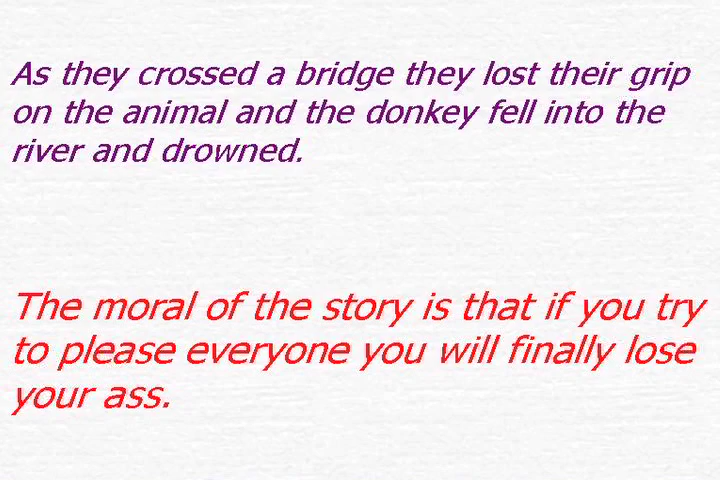 As they crossed a bridge they lost their grip
on the animal and the donkey fell into the
river and drowned.
The moral of the story is that if you try
to please everyone you will finally lose
your ass.